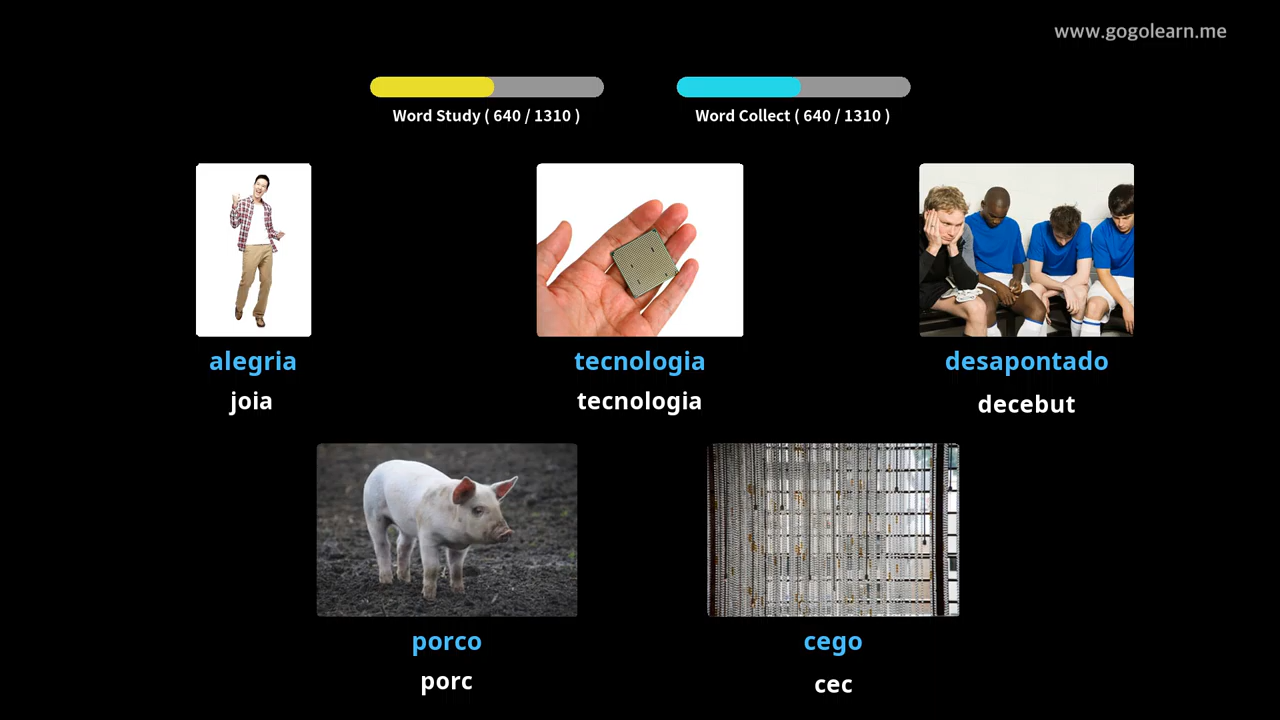 www.gogolearn.me
Word Study ( 640 / 1310 )
Word Collect ( 640 / 1310 )
alegria
joia
tecnologia
tecnologia
desapontado
decebut
porco
porc
cego
cec